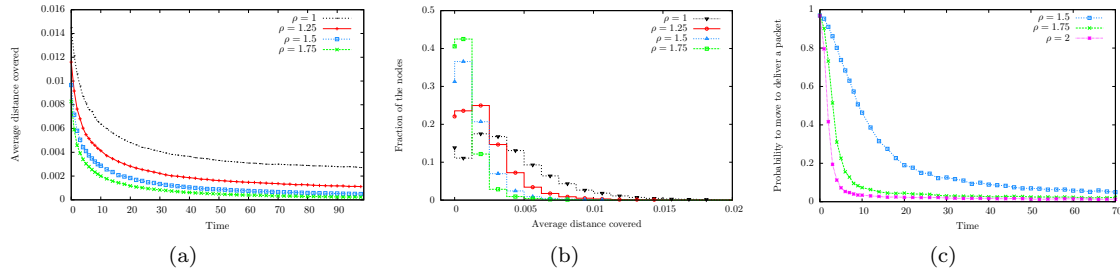 0.016
0.014
0.012
0.01
0.008
0.006
0.004
0.002
0
0 10 20 30 40 50 60 70 80 90
Average distance covered
Time
ρ = 1
ρ = 1.25
ρ = 1.5
ρ = 1.75
(a)
0.5
0.4
0.3
0.2
0.1
0
0 0.005 0.01 0.015 0.02
Fraction of the nodes
Average distance covered
ρ = 1
ρ = 1.25
ρ = 1.5
ρ = 1.75
(b)
1
0.8
0.6
0.4
0.2
0
0 10 20 30 40 50 60 70
Probability to move to deliver a packet
Time
ρ = 1.5
ρ = 1.75
ρ = 2
(c)